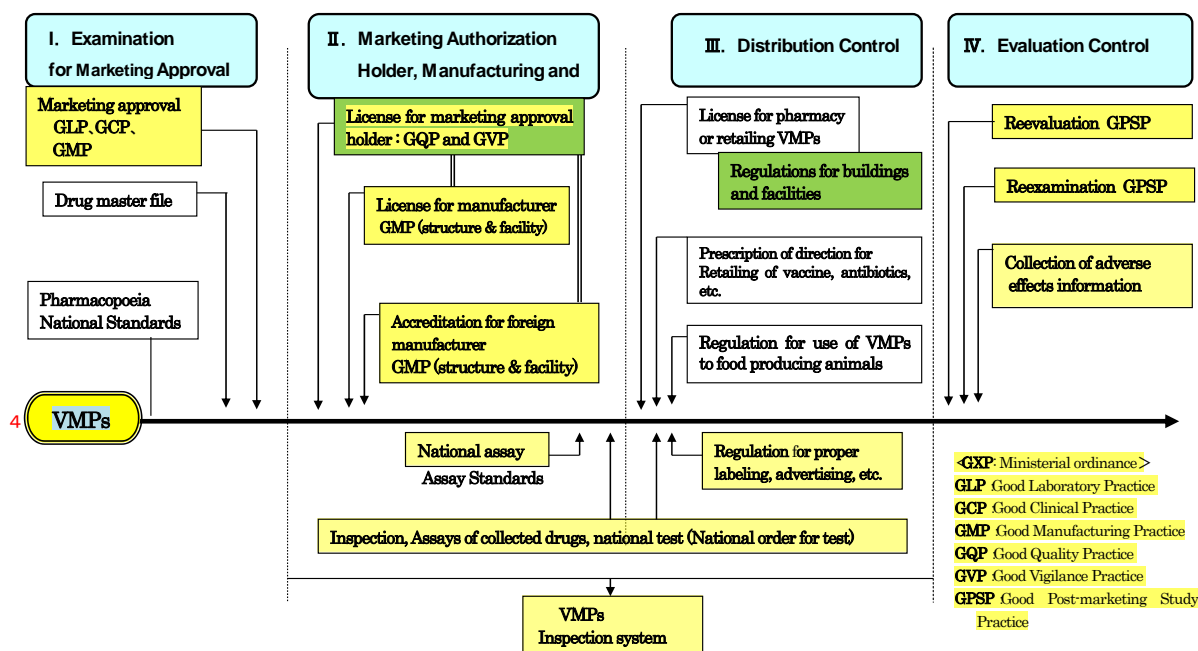 Ⅰ. Examination
for Marketing Approval
Ⅱ. Marketing Authorization
Holder, Manufacturing and
Ⅲ. Distribution Control
Ⅳ. Evaluation Control
Marketing approval
GLP、GCP、
GMP
Drug master file
Pharmacopoeia
National Standards
License for marketing approval
holder : GQP and GVP
License for manufacturer
GMP (structure & facility)
Accreditation for foreign
manufacturer
GMP (structure & facility)
License for pharmacy
or retailing VMPs
Regulations for buildings
and facilities
Prescription of direction for
Retailing of vaccine, antibiotics,
etc.
Regulation for use of VMPs
to food producing animals
Reevaluation GPSP
Reexamination GPSP
Collection of adverse
effects information
4
VMPs
National assay
Assay Standards
Regulation for proper
labeling, advertising, etc.
Inspection, Assays of collected drugs, national test (National order for test)
VMPs
Inspection system
<GXP: Ministerial ordinance>
GLP :Good Laboratory Practice
GCP :Good Clinical Practice
GMP :Good Manufacturing Practice
GQP :Good Quality Practice
GVP :Good Vigilance Practice
GPSP :Good Post-marketing Study
Practice